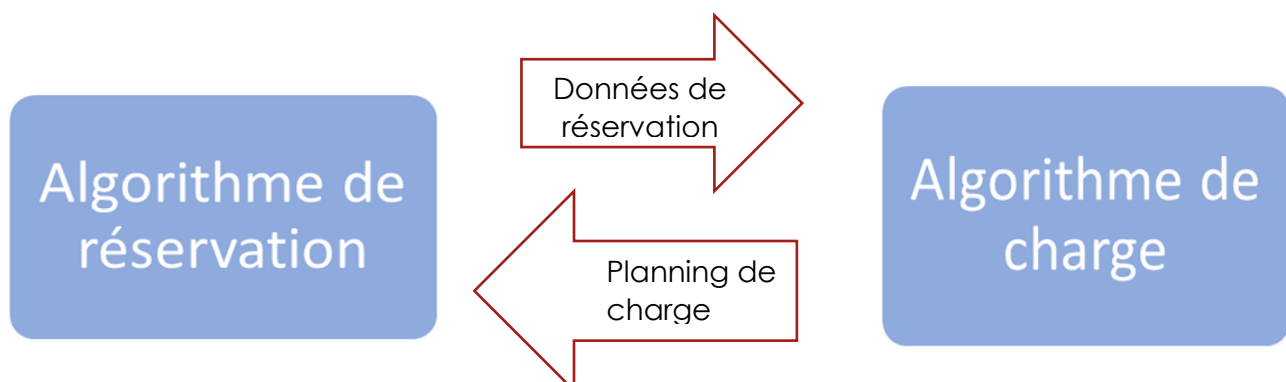 Algorithme de
réservation
Données de
réservation
Planning de
charge
Algorithme de
charge